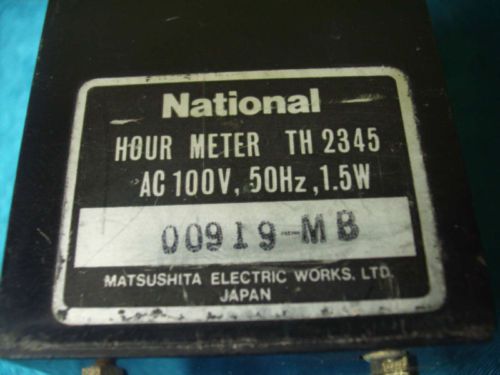 National
HOUR METER TH 2345
AC 100V, 50Hz, 1.5W
00919-MB
MATSUSHITA ELECTRIC WORKS, LTD.
JAPAN